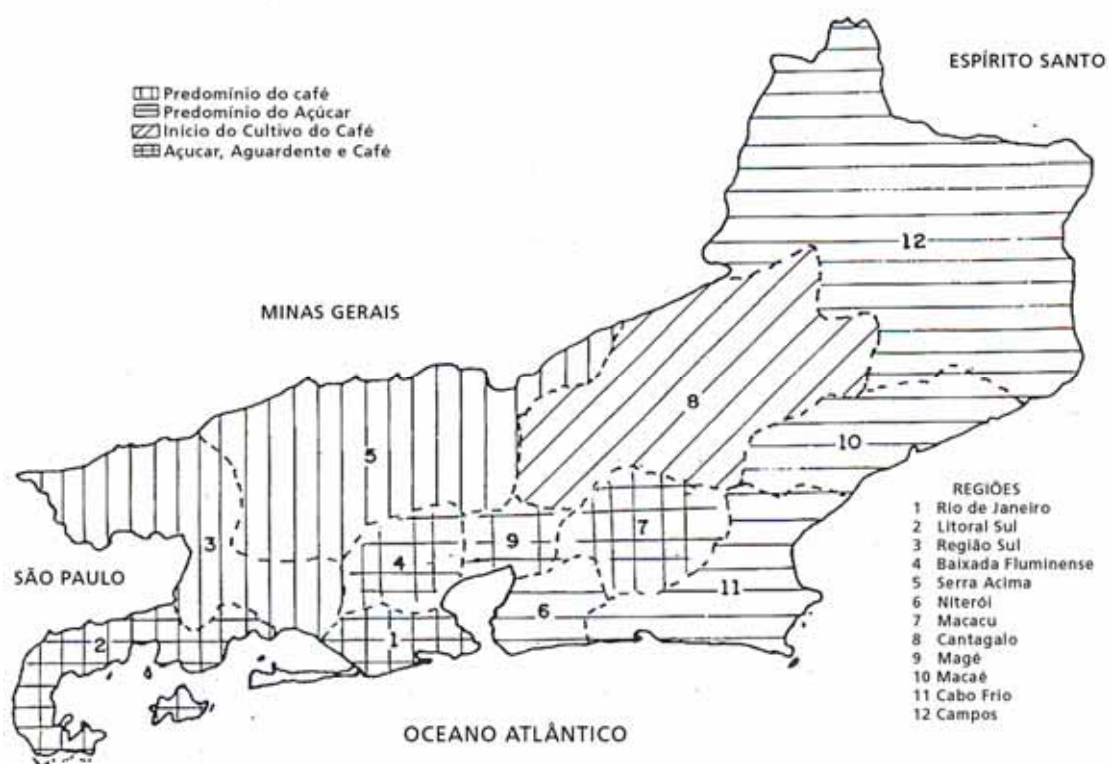 ESPÍRITO SANTO
Predomínio do café
Predomínio do Açúcar
Início do Cultivo do Café
Açucar, Aguardente e Café
12
MINAS GERAIS
8
10
5
REGIÕES
1 Rio de Janeiro
2 Litoral Sul
3 Região Sul
4 Baixada Fluminense
5 Serra Acima
6 Niterói
7 Macacu
8 Cantagalo
9 Magé
10 Macaé
11 Cabo Frio
12 Campos
7
9
3
4
SÃO PAULO
11
6
2
1
OCEANO ATLÂNTICO